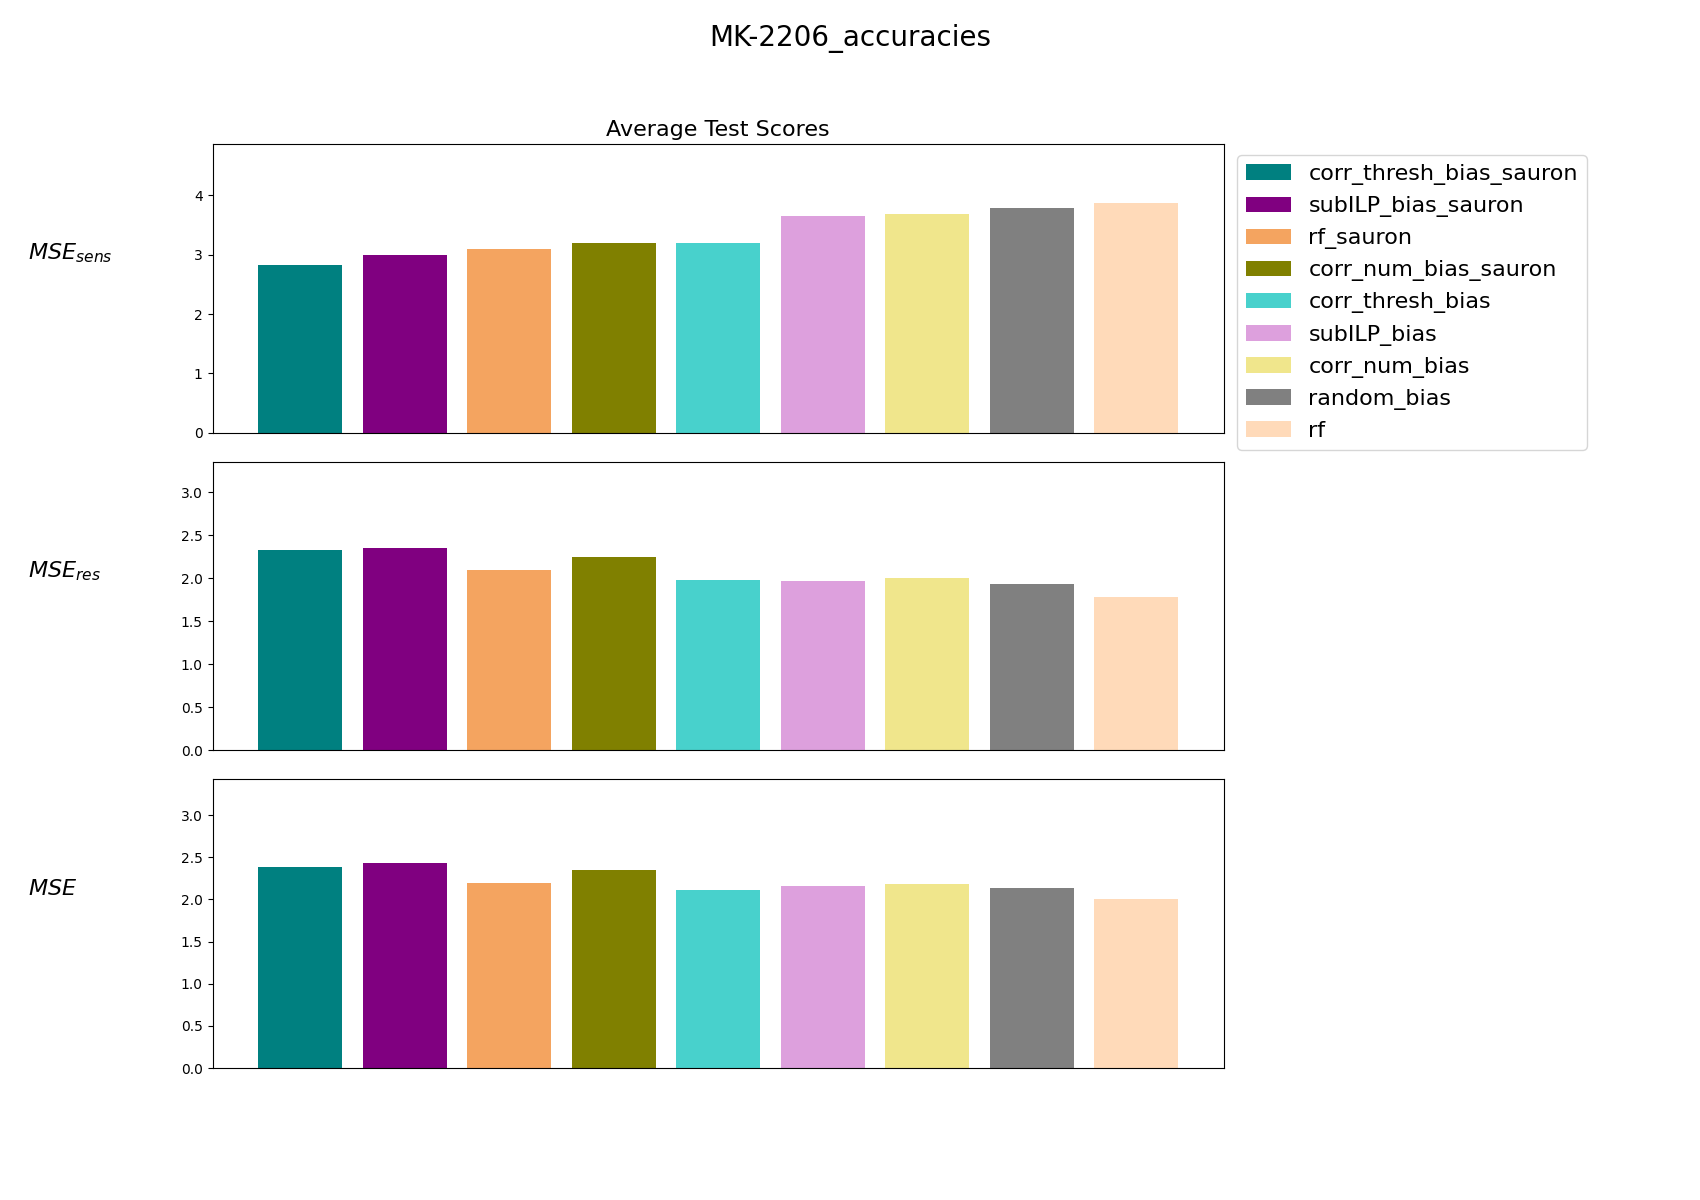 MK-2206_accuracies
Average Test Scores
MSE_sens
4
3
2
1
0
corr_thresh_bias_sauron
subILP_bias_sauron
rf_sauron
corr_num_bias_sauron
corr_thresh_bias
subILP_bias
corr_num_bias
random_bias
rf
MSE_res
3.0
2.5
2.0
1.5
1.0
0.5
0.0
MSE
3.0
2.5
2.0
1.5
1.0
0.5
0.0